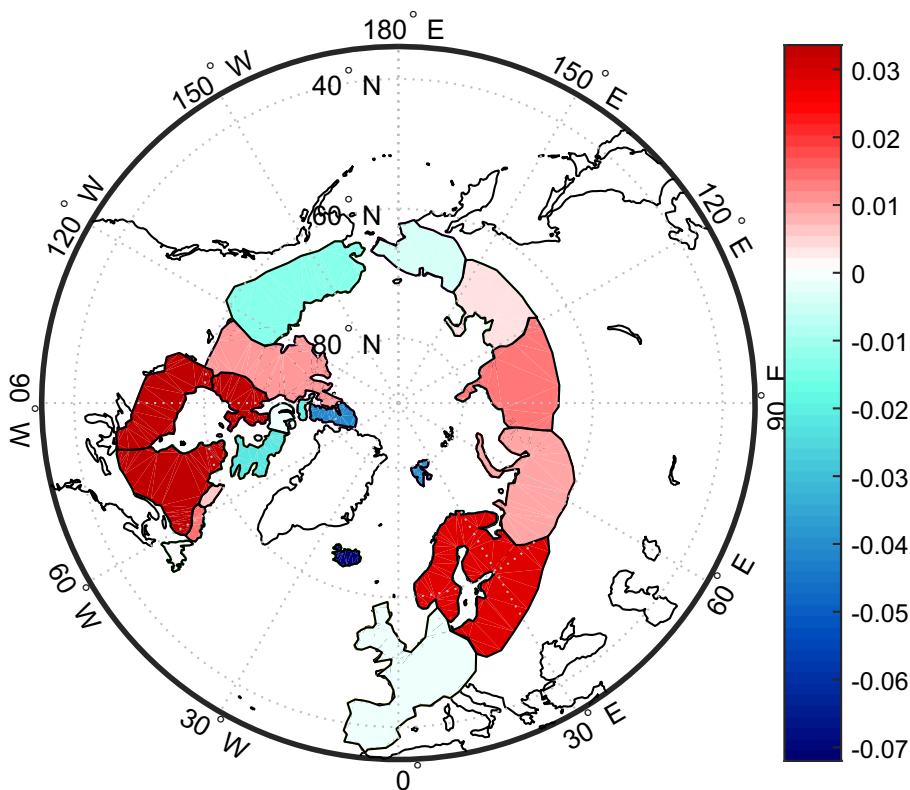 180° E
150° W
40° N
150° E
120° W
60° N
120° E
80° N
90° W
90° E
60° W
60° E
30° W
30° E
0°
0.03
0.02
0.01
0
-0.01
-0.02
-0.03
-0.04
-0.05
-0.06
-0.07